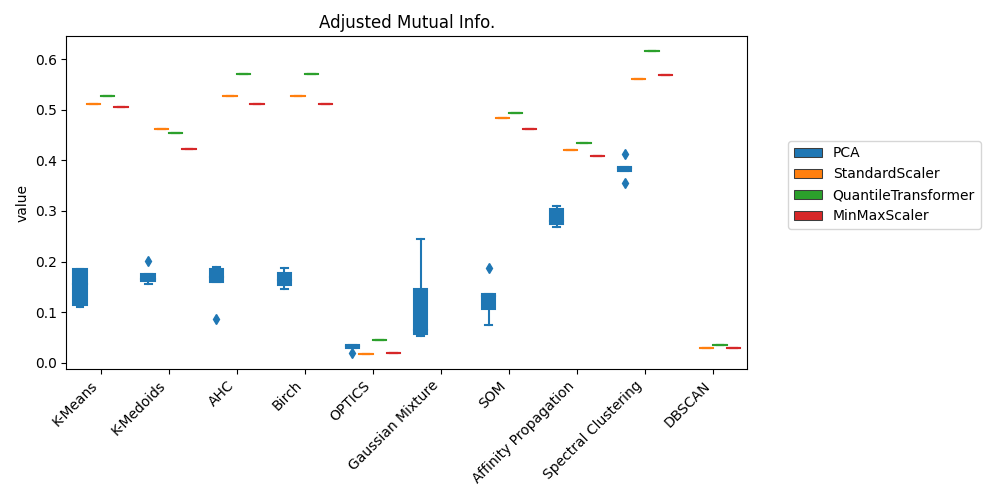 Adjusted Mutual Info.
value
0.6
0.5
0.4
0.3
0.2
0.1
0.0
K-Means
K-Medoids
AHC
Birch
OPTICS
Gaussian Mixture
SOM
Affinity Propagation
Spectral Clustering
DBSCAN
PCA
StandardScaler
QuantileTransformer
MinMaxScaler